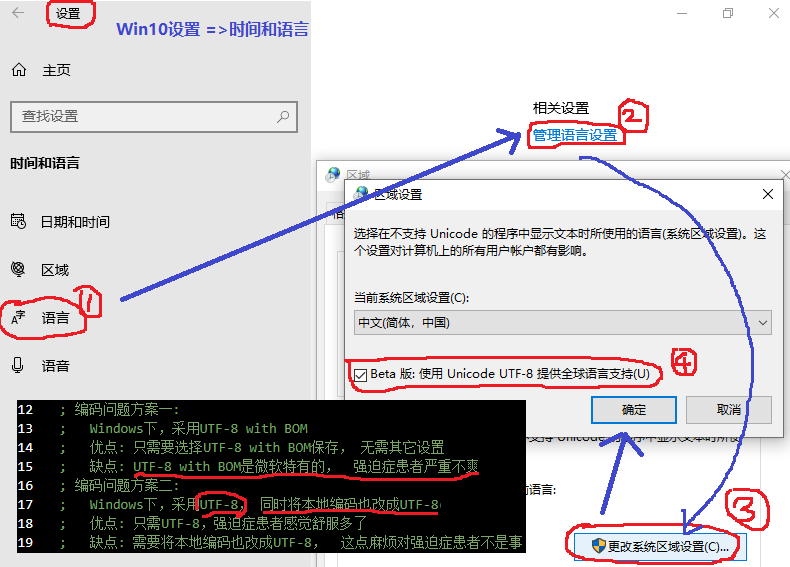 设置
Win10设置 =>时间和语言
主页
查找设置
时间和语言
日期和时间
区域
语言
1
语音
相关设置
2
管理语言设置
区域
区域设置
选择在不支持 Unicode 的程序中显示文本时所使用的语言(系统区域设置)。这
个设置对计算机上的所有用户帐户都有影响。
当前系统区域设置(C):
中文(简体，中国)
4
Beta 版: 使用 Unicode UTF-8 提供全球语言支持(U)
确定
取消
前语言:
3
更改系统区域设置(C)...
12 ; 编码问题方案一:
13 ; Windows下，采用UTF-8 with BOM
14 ; 优点: 只需要选择UTF-8 with BOM保存， 无需其它设置
15 ; 缺点: UTF-8 with BOM是微软特有的， 强迫症患者严重不爽
16 ; 编码问题方案二:
17 ; Windows下，采用UTF-8， 同时将本地编码也改成UTF-8
18 ; 优点: 只需UTF-8，强迫症患者感觉舒服多了
19 ; 缺点: 需要将本地编码也改成UTF-8， 这点麻烦对强迫症患者不是事